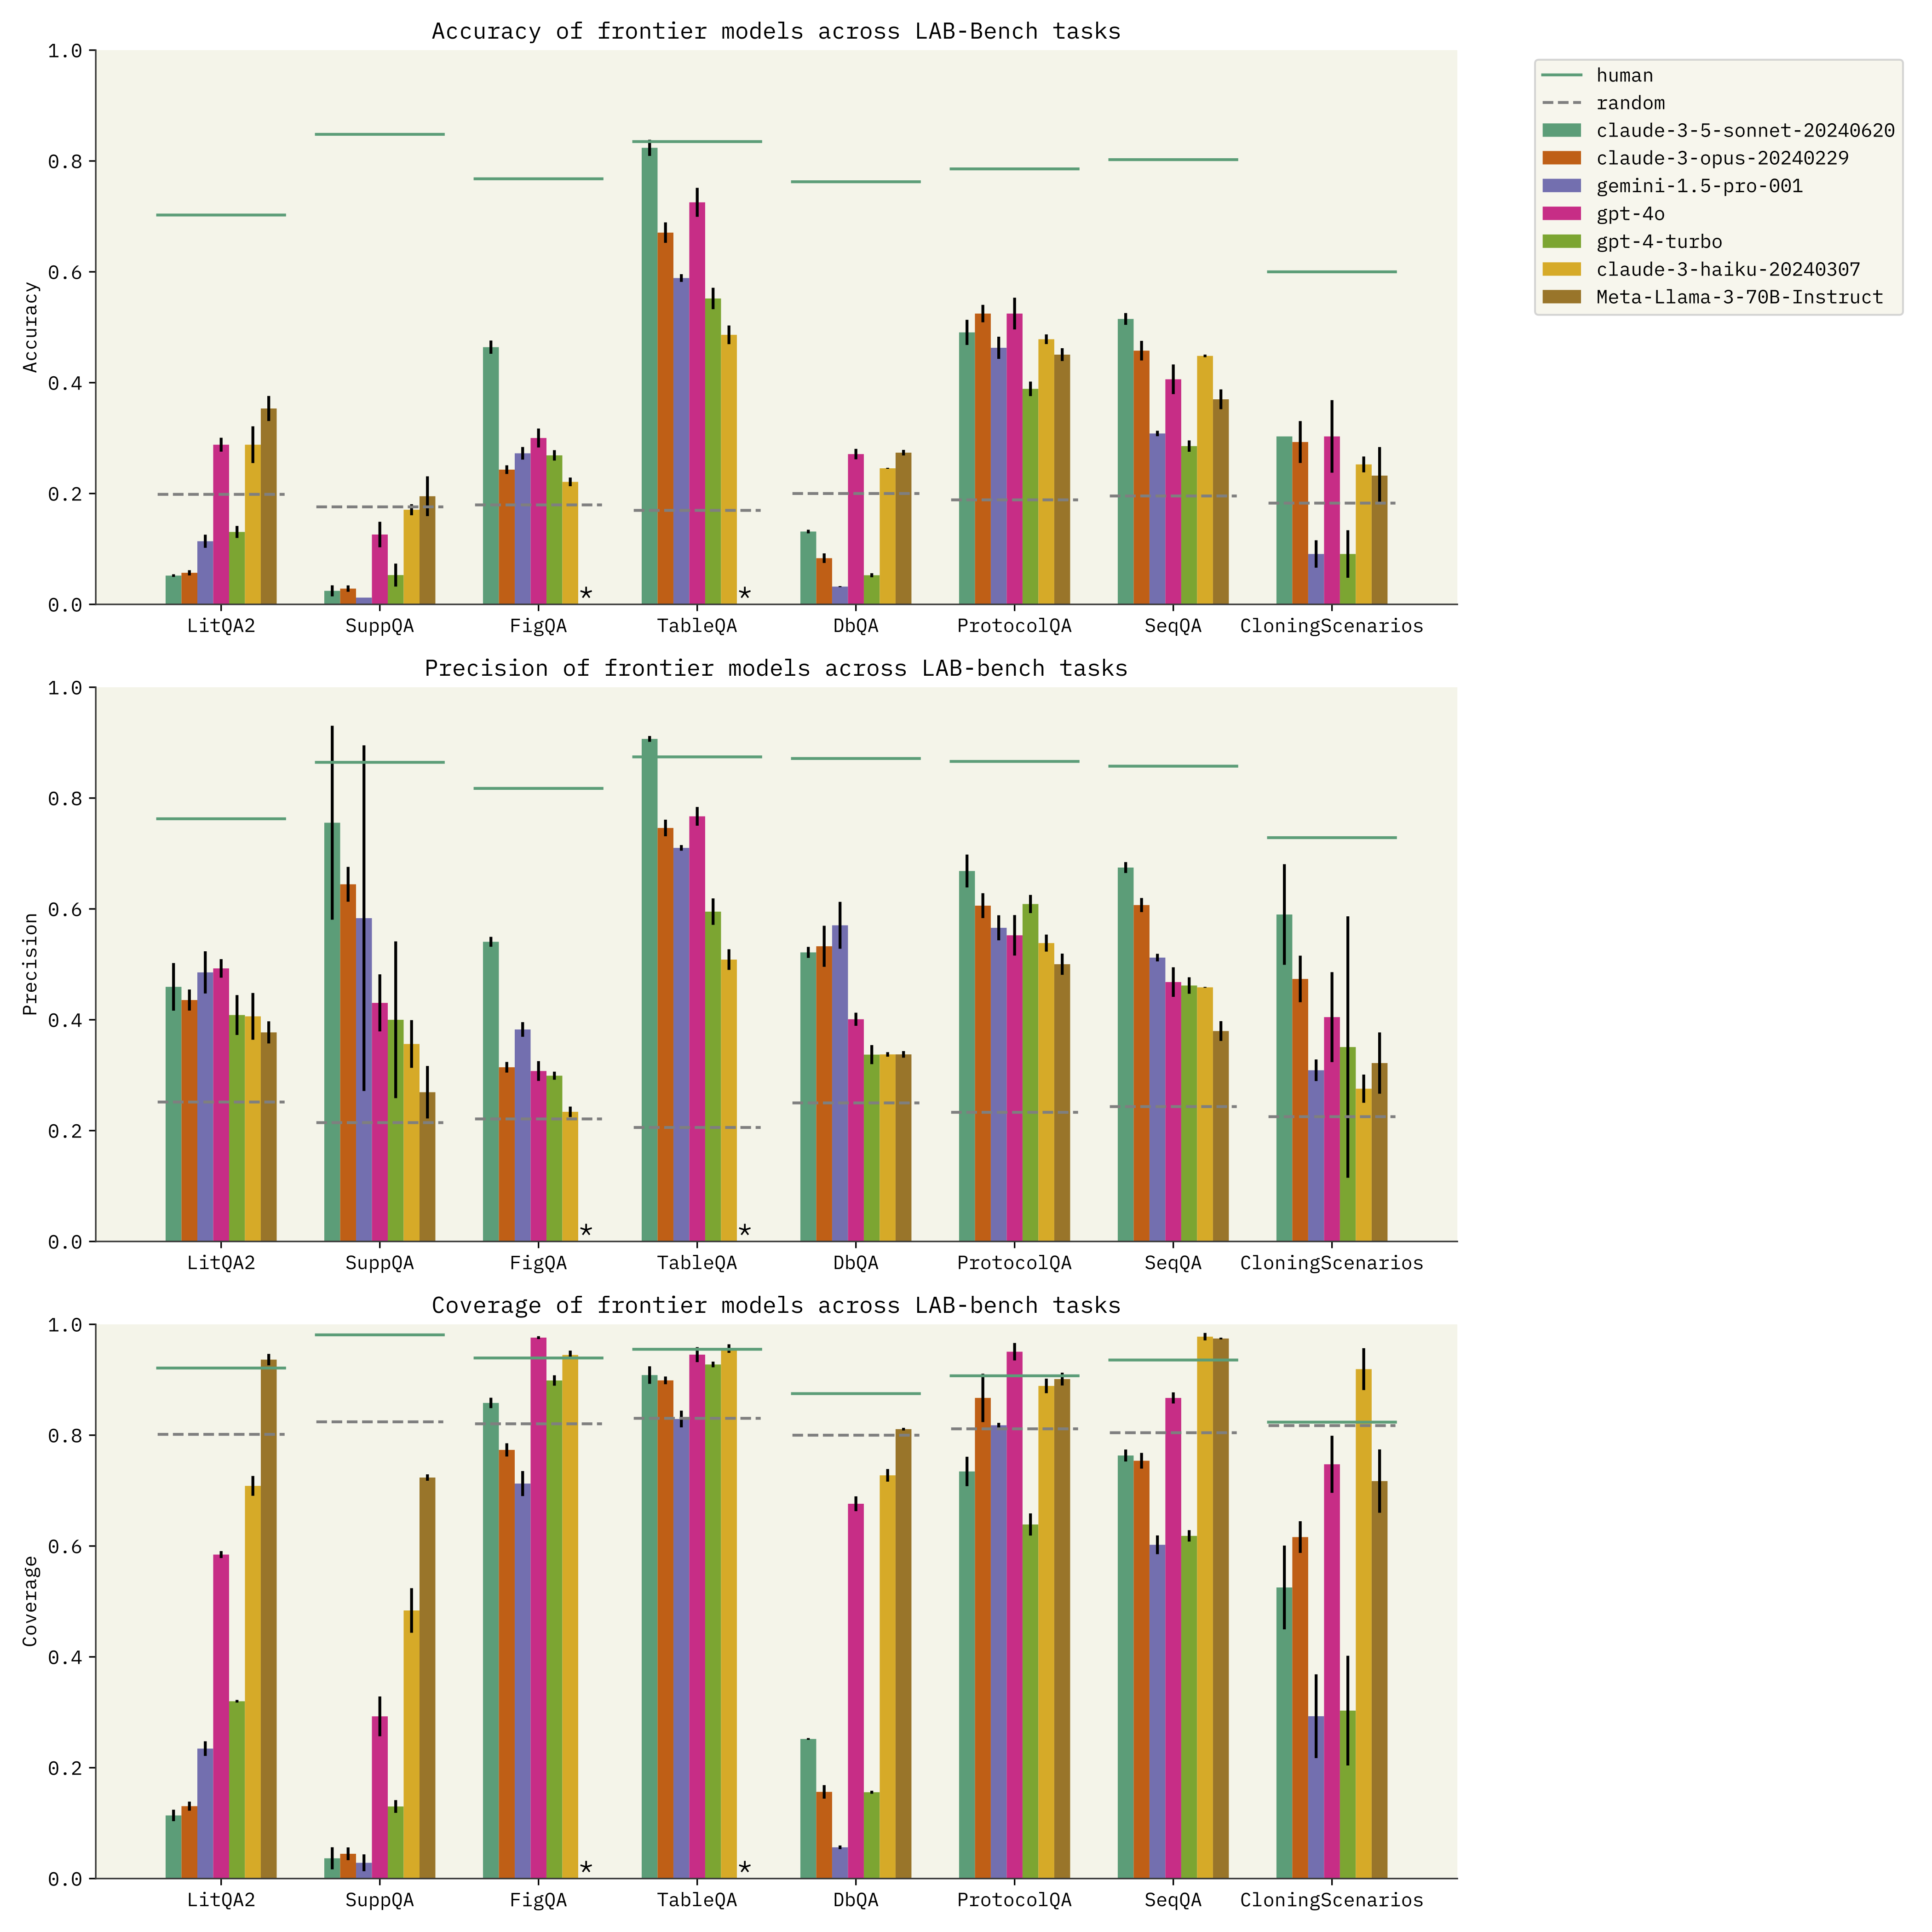 Accuracy of frontier models across LAB-Bench tasks
1.0
0.8
0.6
0.4
0.2
0.0
Accuracy
* *
LitQA2 SuppQA FigQA TableQA DbQA ProtocolQA SeqQA CloningScenarios
human
random
claude-3-5-sonnet-20240620
claude-3-opus-20240229
gemini-1.5-pro-001
gpt-4o
gpt-4-turbo
claude-3-haiku-20240307
Meta-Llama-3-70B-Instruct
Precision of frontier models across LAB-bench tasks
1.0
0.8
0.6
0.4
0.2
0.0
Precision
* *
LitQA2 SuppQA FigQA TableQA DbQA ProtocolQA SeqQA CloningScenarios
Coverage of frontier models across LAB-bench tasks
1.0
0.8
0.6
0.4
0.2
0.0
Coverage
* *
LitQA2 SuppQA FigQA TableQA DbQA ProtocolQA SeqQA CloningScenarios